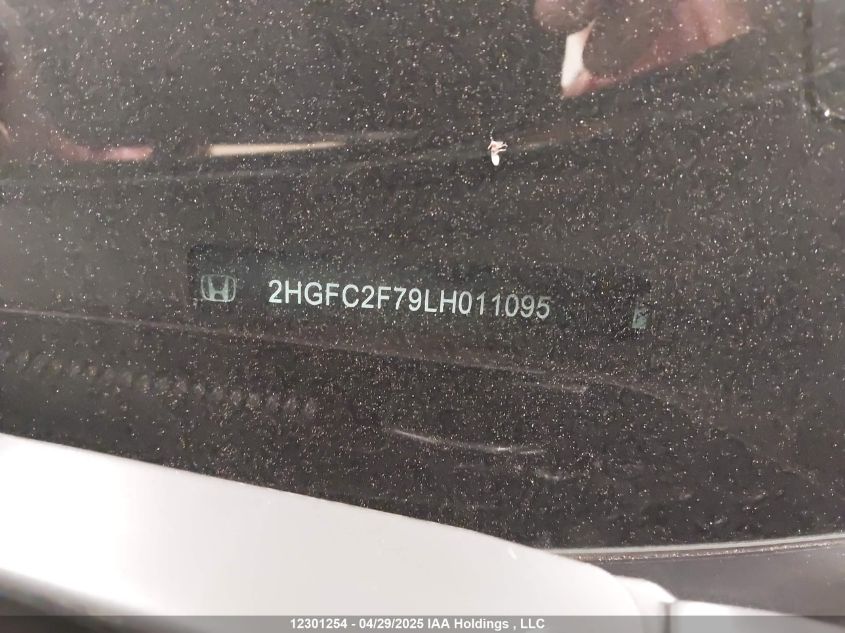 2HGFC2F79LH011095
12301254 - 04/29/2025 IAA Holdings , LLC